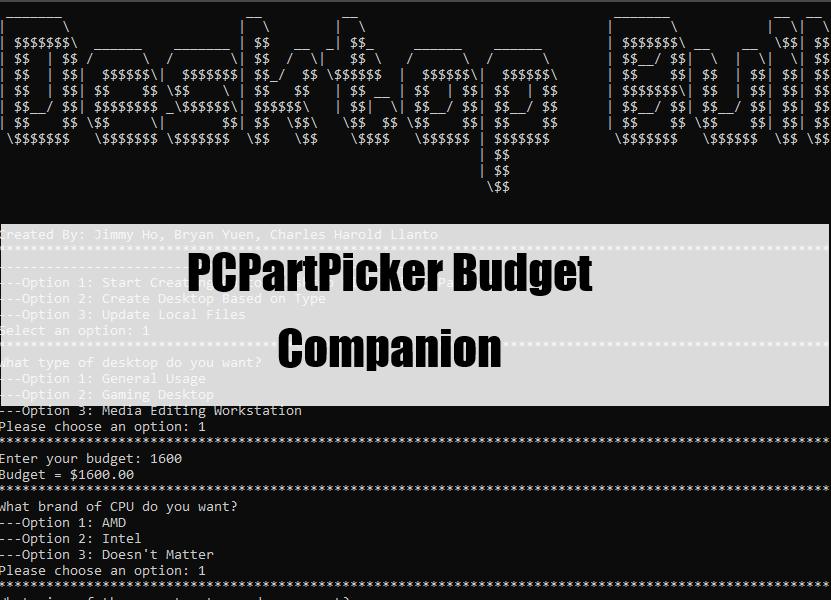 Desktop
Created By: Jimmy Ho, Bryan Yuen, Charles Harold Llanto
PCPartPicker Budget
Companion
---Option 1: Start Creating
---Option 2: Create Desktop Based on Type
---Option 3: Update Local Files
Select an option: 1
What type of desktop do you want?
---Option 1: General Usage
---Option 2: Gaming Desktop
---Option 3: Media Editing Workstation
Please choose an option: 1
Enter your budget: 1600
Budget = $1600.00
What brand of CPU do you want?
---Option 1: AMD
---Option 2: Intel
---Option 3: Doesn't Matter
Please choose an option: 1